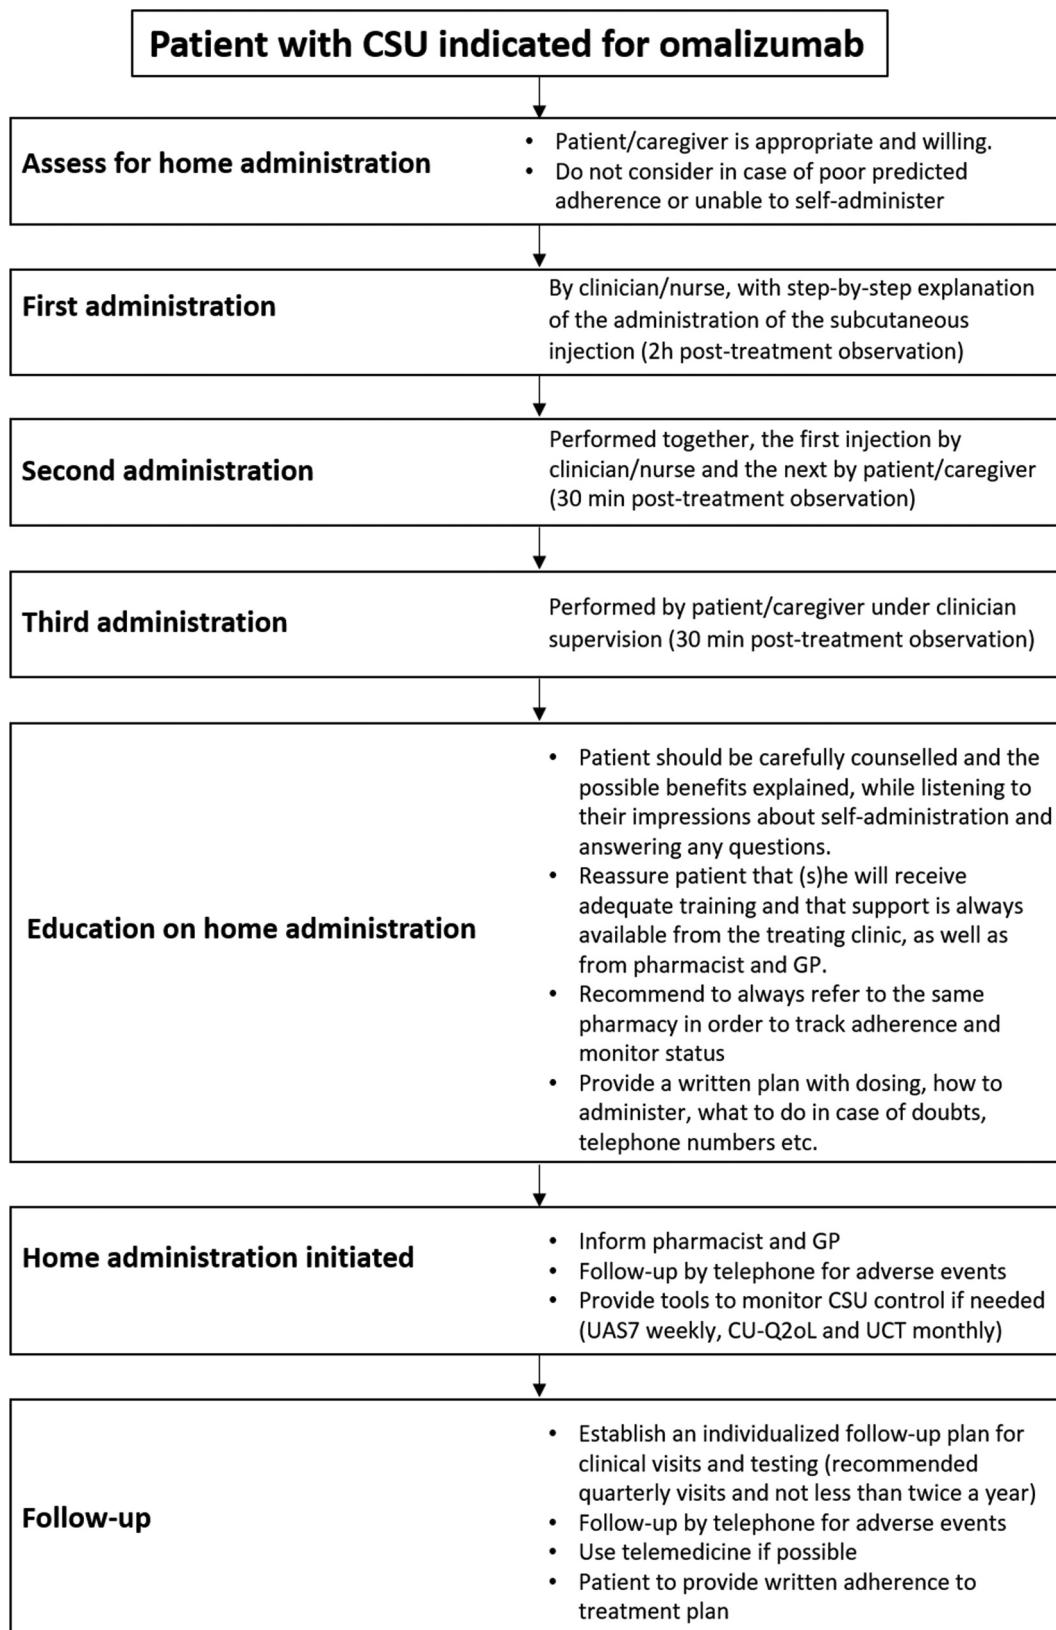 Patient with CSU indicated for omalizumab
Assess for home administration
• Patient/caregiver is appropriate and willing.
• Do not consider in case of poor predicted
adherence or unable to self-administer
First administration
By clinician/nurse, with step-by-step explanation
of the administration of the subcutaneous
injection (2h post-treatment observation)
Second administration
Performed together, the first injection by
clinician/nurse and the next by patient/caregiver
(30 min post-treatment observation)
Third administration
Performed by patient/caregiver under clinician
supervision (30 min post-treatment observation)
Education on home administration
• Patient should be carefully counselled and the
possible benefits explained, while listening to
their impressions about self-administration and
answering any questions.
• Reassure patient that (s)he will receive
adequate training and that support is always
available from the treating clinic, as well as
from pharmacist and GP.
• Recommend to always refer to the same
pharmacy in order to track adherence and
monitor status
• Provide a written plan with dosing, how to
administer, what to do in case of doubts,
telephone numbers etc.
Home administration initiated
• Inform pharmacist and GP
• Follow-up by telephone for adverse events
• Provide tools to monitor CSU control if needed
(UAS7 weekly, CU-Q2oL and UCT monthly)
Follow-up
• Establish an individualized follow-up plan for
clinical visits and testing (recommended
quarterly visits and not less than twice a year)
• Follow-up by telephone for adverse events
• Use telemedicine if possible
• Patient to provide written adherence to
treatment plan